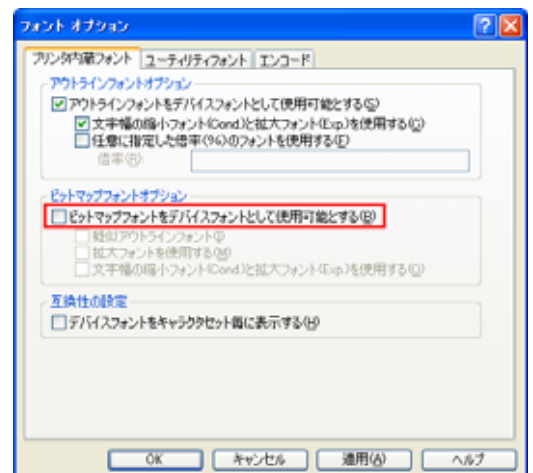 フォント オプション
プリンタ内蔵フォント ユーティリティフォント エンコード
アウトラインフォントオプション
アウトラインフォントをデバイスフォントとして使用可能とする(S)
文字幅の縮小フォント(Cond)と拡大フォント(Exp)を使用する(C)
任意に指定した倍率(%)のフォントを使用する(F)
倍率(R):
ビットマップフォントオプション
ビットマップフォントをデバイスフォントとして使用可能とする(B)
疑似アウトラインフォント(I)
拡大フォントを使用する(M)
文字幅の縮小フォント(Cond)と拡大フォント(Exp)を使用する(O)
互換性の設定
デバイスフォントをキャラクタセット毎に表示する(H)
OK キャンセル 適用(A) ヘルプ